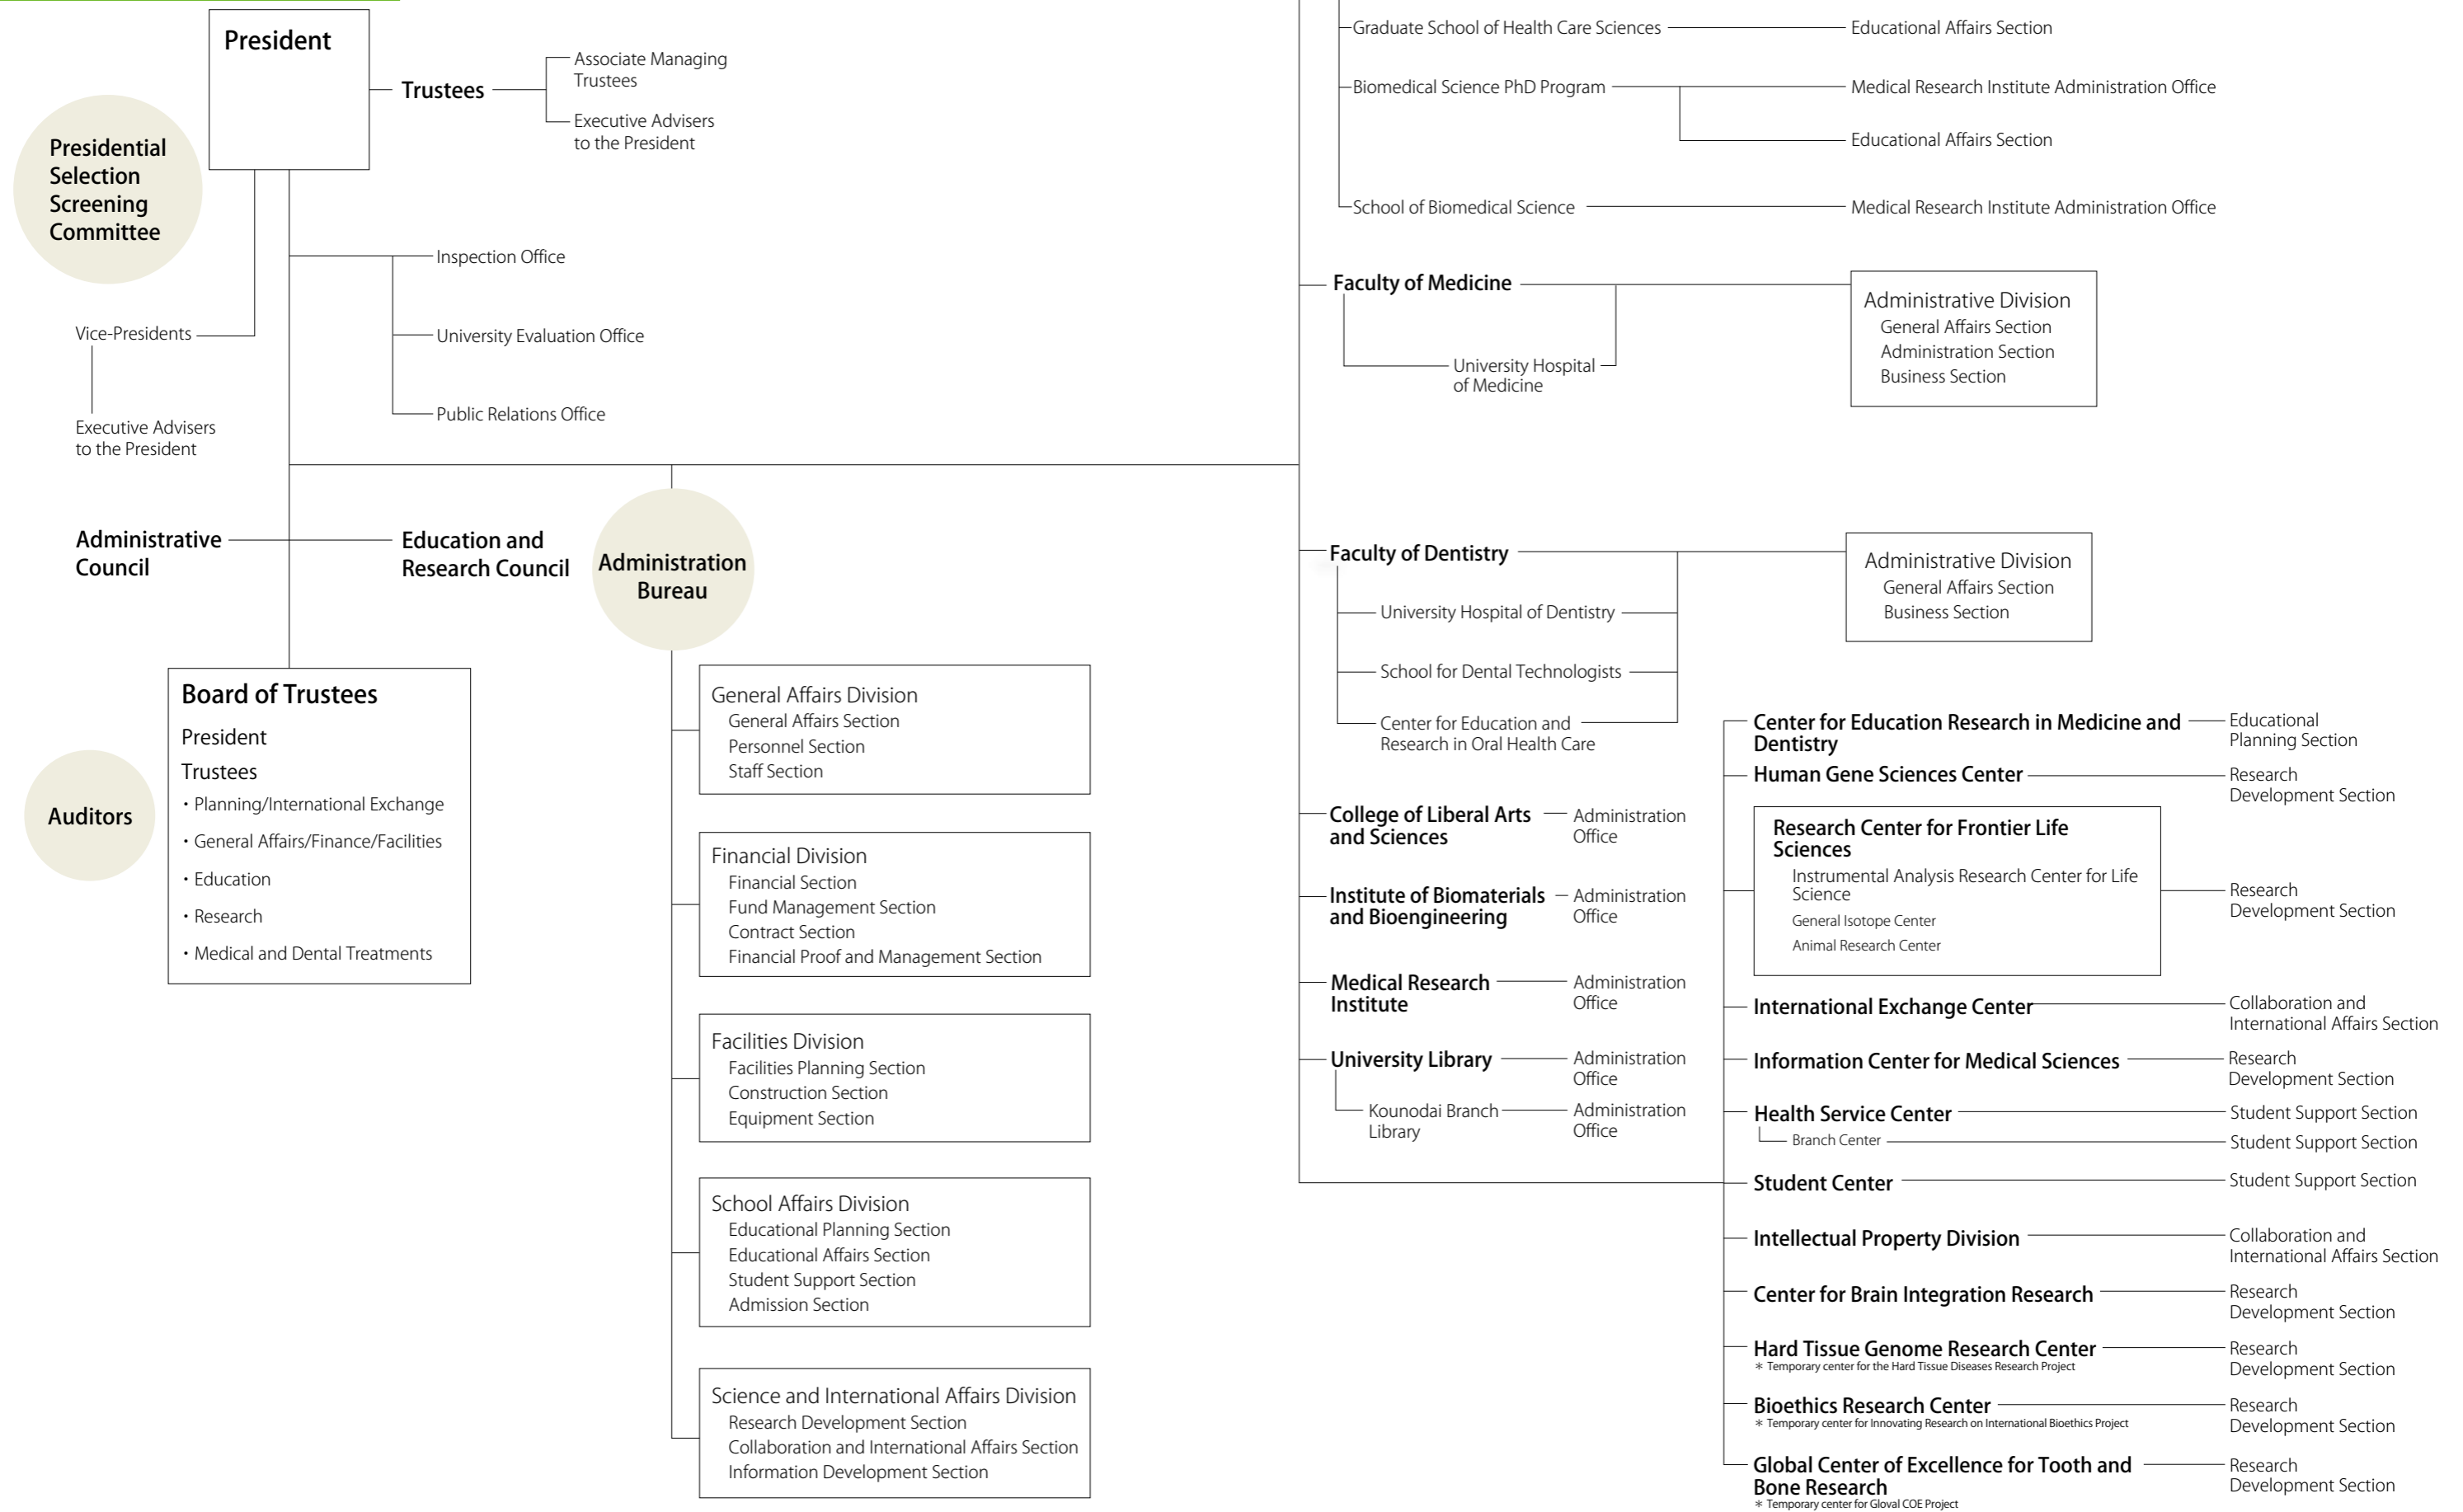 President
Trustees
Associate Managing
Trustees
Executive Advisers
to the President
Presidential
Selection
Screening
Committee
Inspection Office
University Evaluation Office
Public Relations Office
Vice-Presidents
Executive Advisers
to the President
Administrative
Council
Education and
Research Council
Administration
Bureau
Board of Trustees
President
Trustees
・Planning/International Exchange
・General Affairs/Finance/Facilities
・Education
・Research
・Medical and Dental Treatments
Auditors
General Affairs Division
General Affairs Section
Personnel Section
Staff Section
Financial Division
Financial Section
Fund Management Section
Contract Section
Financial Proof and Management Section
Facilities Division
Facilities Planning Section
Construction Section
Equipment Section
School Affairs Division
Educational Planning Section
Educational Affairs Section
Student Support Section
Admission Section
Science and International Affairs Division
Research Development Section
Collaboration and International Affairs Section
Information Development Section
Graduate School of Health Care Sciences
Educational Affairs Section
Biomedical Science PhD Program
Medical Research Institute Administration Office
Educational Affairs Section
School of Biomedical Science
Medical Research Institute Administration Office
Faculty of Medicine
University Hospital
of Medicine
Administrative Division
General Affairs Section
Administration Section
Business Section
Faculty of Dentistry
University Hospital of Dentistry
School for Dental Technologists
Center for Education and
Research in Oral Health Care
Administrative Division
General Affairs Section
Business Section
College of Liberal Arts
and Sciences
Administration
Office
Institute of Biomaterials
and Bioengineering
Administration
Office
Medical Research
Institute
Administration
Office
University Library
Administration
Office
Kounodai Branch
Library
Administration
Office
Center for Education Research in Medicine and
Dentistry
Educational
Planning Section
Human Gene Sciences Center
Research
Development Section
Research Center for Frontier Life
Sciences
Instrumental Analysis Research Center for Life
Science
General Isotope Center
Animal Research Center
Research
Development Section
International Exchange Center
Collaboration and
International Affairs Section
Information Center for Medical Sciences
Research
Development Section
Health Service Center
Student Support Section
Branch Center
Student Support Section
Student Center
Student Support Section
Intellectual Property Division
Collaboration and
International Affairs Section
Center for Brain Integration Research
Research
Development Section
Hard Tissue Genome Research Center
＊ Temporary center for the Hard Tissue Diseases Research Project
Research
Development Section
Bioethics Research Center
＊ Temporary center for Innovating Research on International Bioethics Project
Research
Development Section
Global Center of Excellence for Tooth and
Bone Research
＊ Temporary center for Gloval COE Project
Research
Development Section